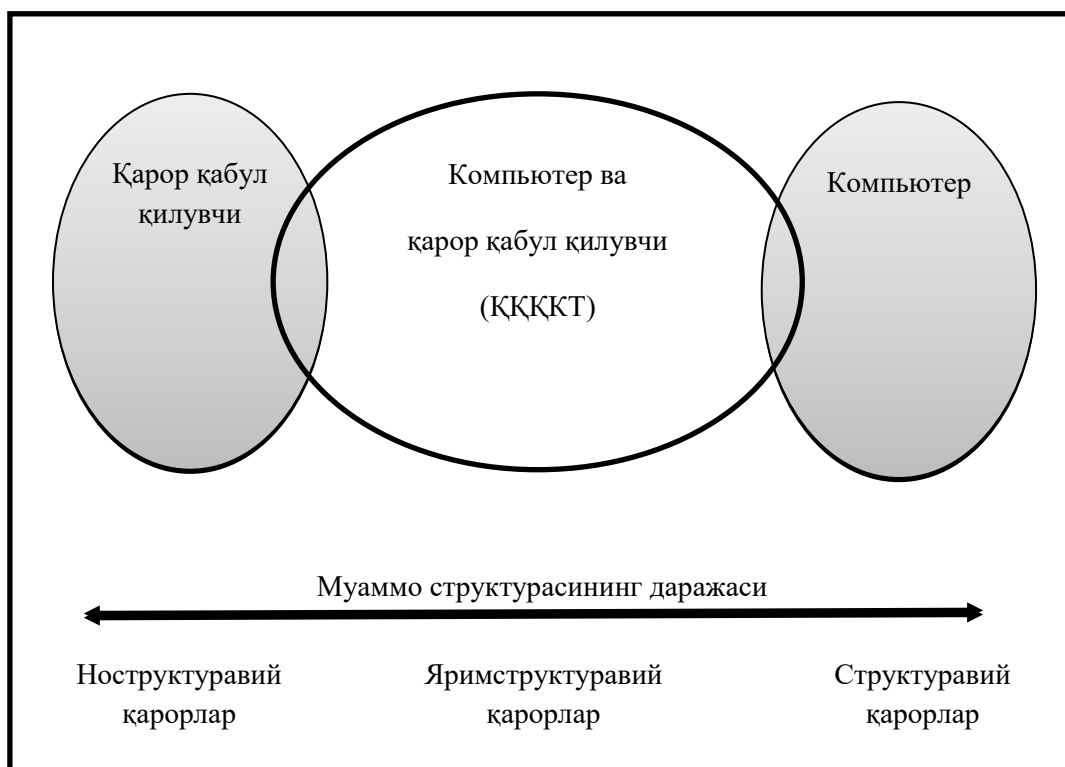 Қарор қабул
қилувчи
Компьютер ва
қарор қабул қилувчи
(ҚҚҚКТ)
Компьютер
Муаммо структурасининг даражаси
Ноструктуравий
қарорлар
Яримструктуравий
қарорлар
Структуравий
қарорлар